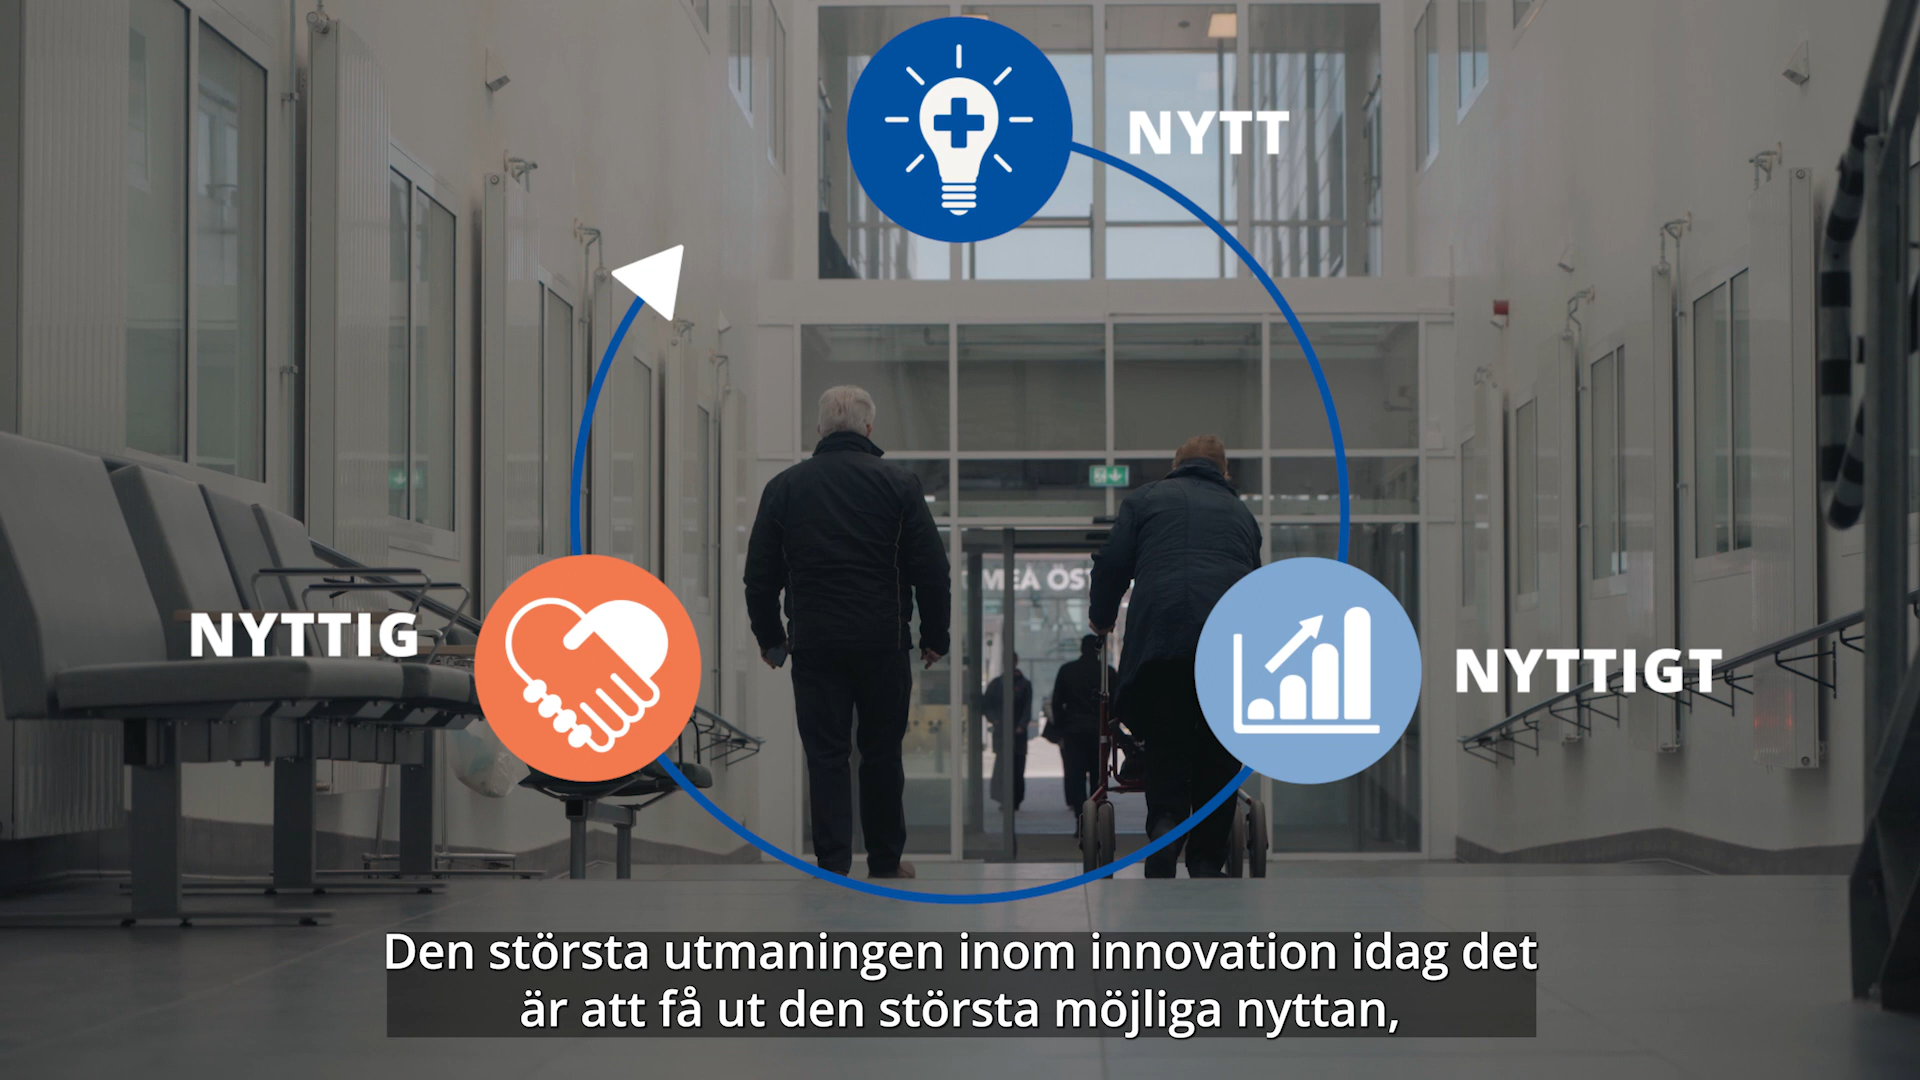 NYTT
NYTTIG
NYTTIGT
Den största utmaningen inom innovation idag det
är att få ut den största möjliga nyttan,